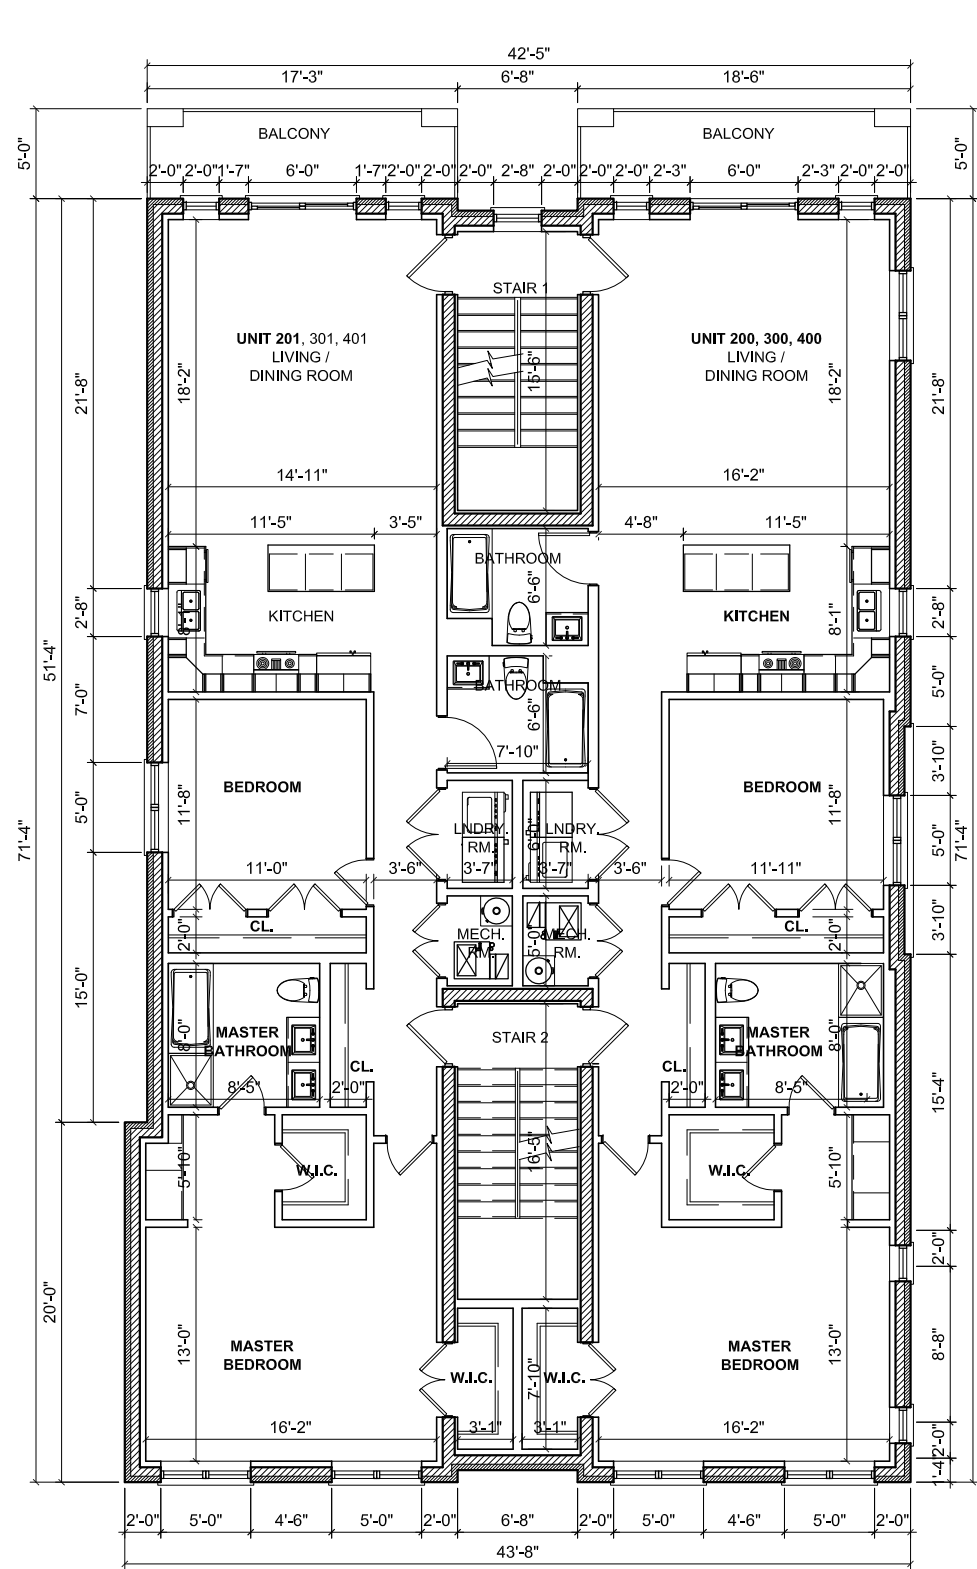 42'-5"
17'-3" 6'-8" 18'-6"
5'-0" BALCONY BALCONY 5'-0"
2'-0" 2'-0" 1'-7" 6'-0" 1'-7" 2'-0" 2'-0" 2'-0" 2'-8" 2'-0" 2'-0" 2'-0" 2'-3" 6'-0" 2'-3" 2'-0" 2'-0"
STAIR 1
UNIT 201, 301, 401
LIVING /
DINING ROOM
UNIT 200, 300, 400
LIVING /
DINING ROOM
21'-8" 18'-2" 15'-6" 18'-2" 21'-8"
14'-11" 16'-2"
11'-5" 3'-5" 4'-8" 11'-5"
BATHROOM
6'-6"
2'-8" 8'-1" KITCHEN KITCHEN 8'-1" 2'-8"
51'-4"
7'-0" 5'-0"
BATHROOM
6'-6"
7'-10"
3'-10"
BEDROOM BEDROOM
11'-8" 11'-8"
5'-0" 5'-0"
71'-4" 71'-4"
LNDRY.
RM.
LNDRY.
RM.
6'-0"
11'-0" 3'-6" 3'-7" 3'-7" 3'-6" 11'-11"
CL. CL.
2'-0" 2'-0" 3'-10"
MECH.
RM.
MECH.
RM.
5'-0"
15'-0"
MASTER
BATHROOM
MASTER
BATHROOM
8'-0" 8'-0"
STAIR 2
CL. CL.
8'-5" 2'-0" 2'-0" 8'-5"
15'-4"
5'-10" W.I.C. 16'-5" W.I.C. 5'-10"
20'-0"
2'-0"
MASTER
BEDROOM
MASTER
BEDROOM
13'-0" 13'-0" 8'-8"
W.I.C. W.I.C.
7'-10"
16'-2" 3'-1" 3'-1" 16'-2"
2'-0"
1'-4"
2'-0" 5'-0" 4'-6" 5'-0" 2'-0" 6'-8" 2'-0" 5'-0" 4'-6" 5'-0" 2'-0"
43'-8"